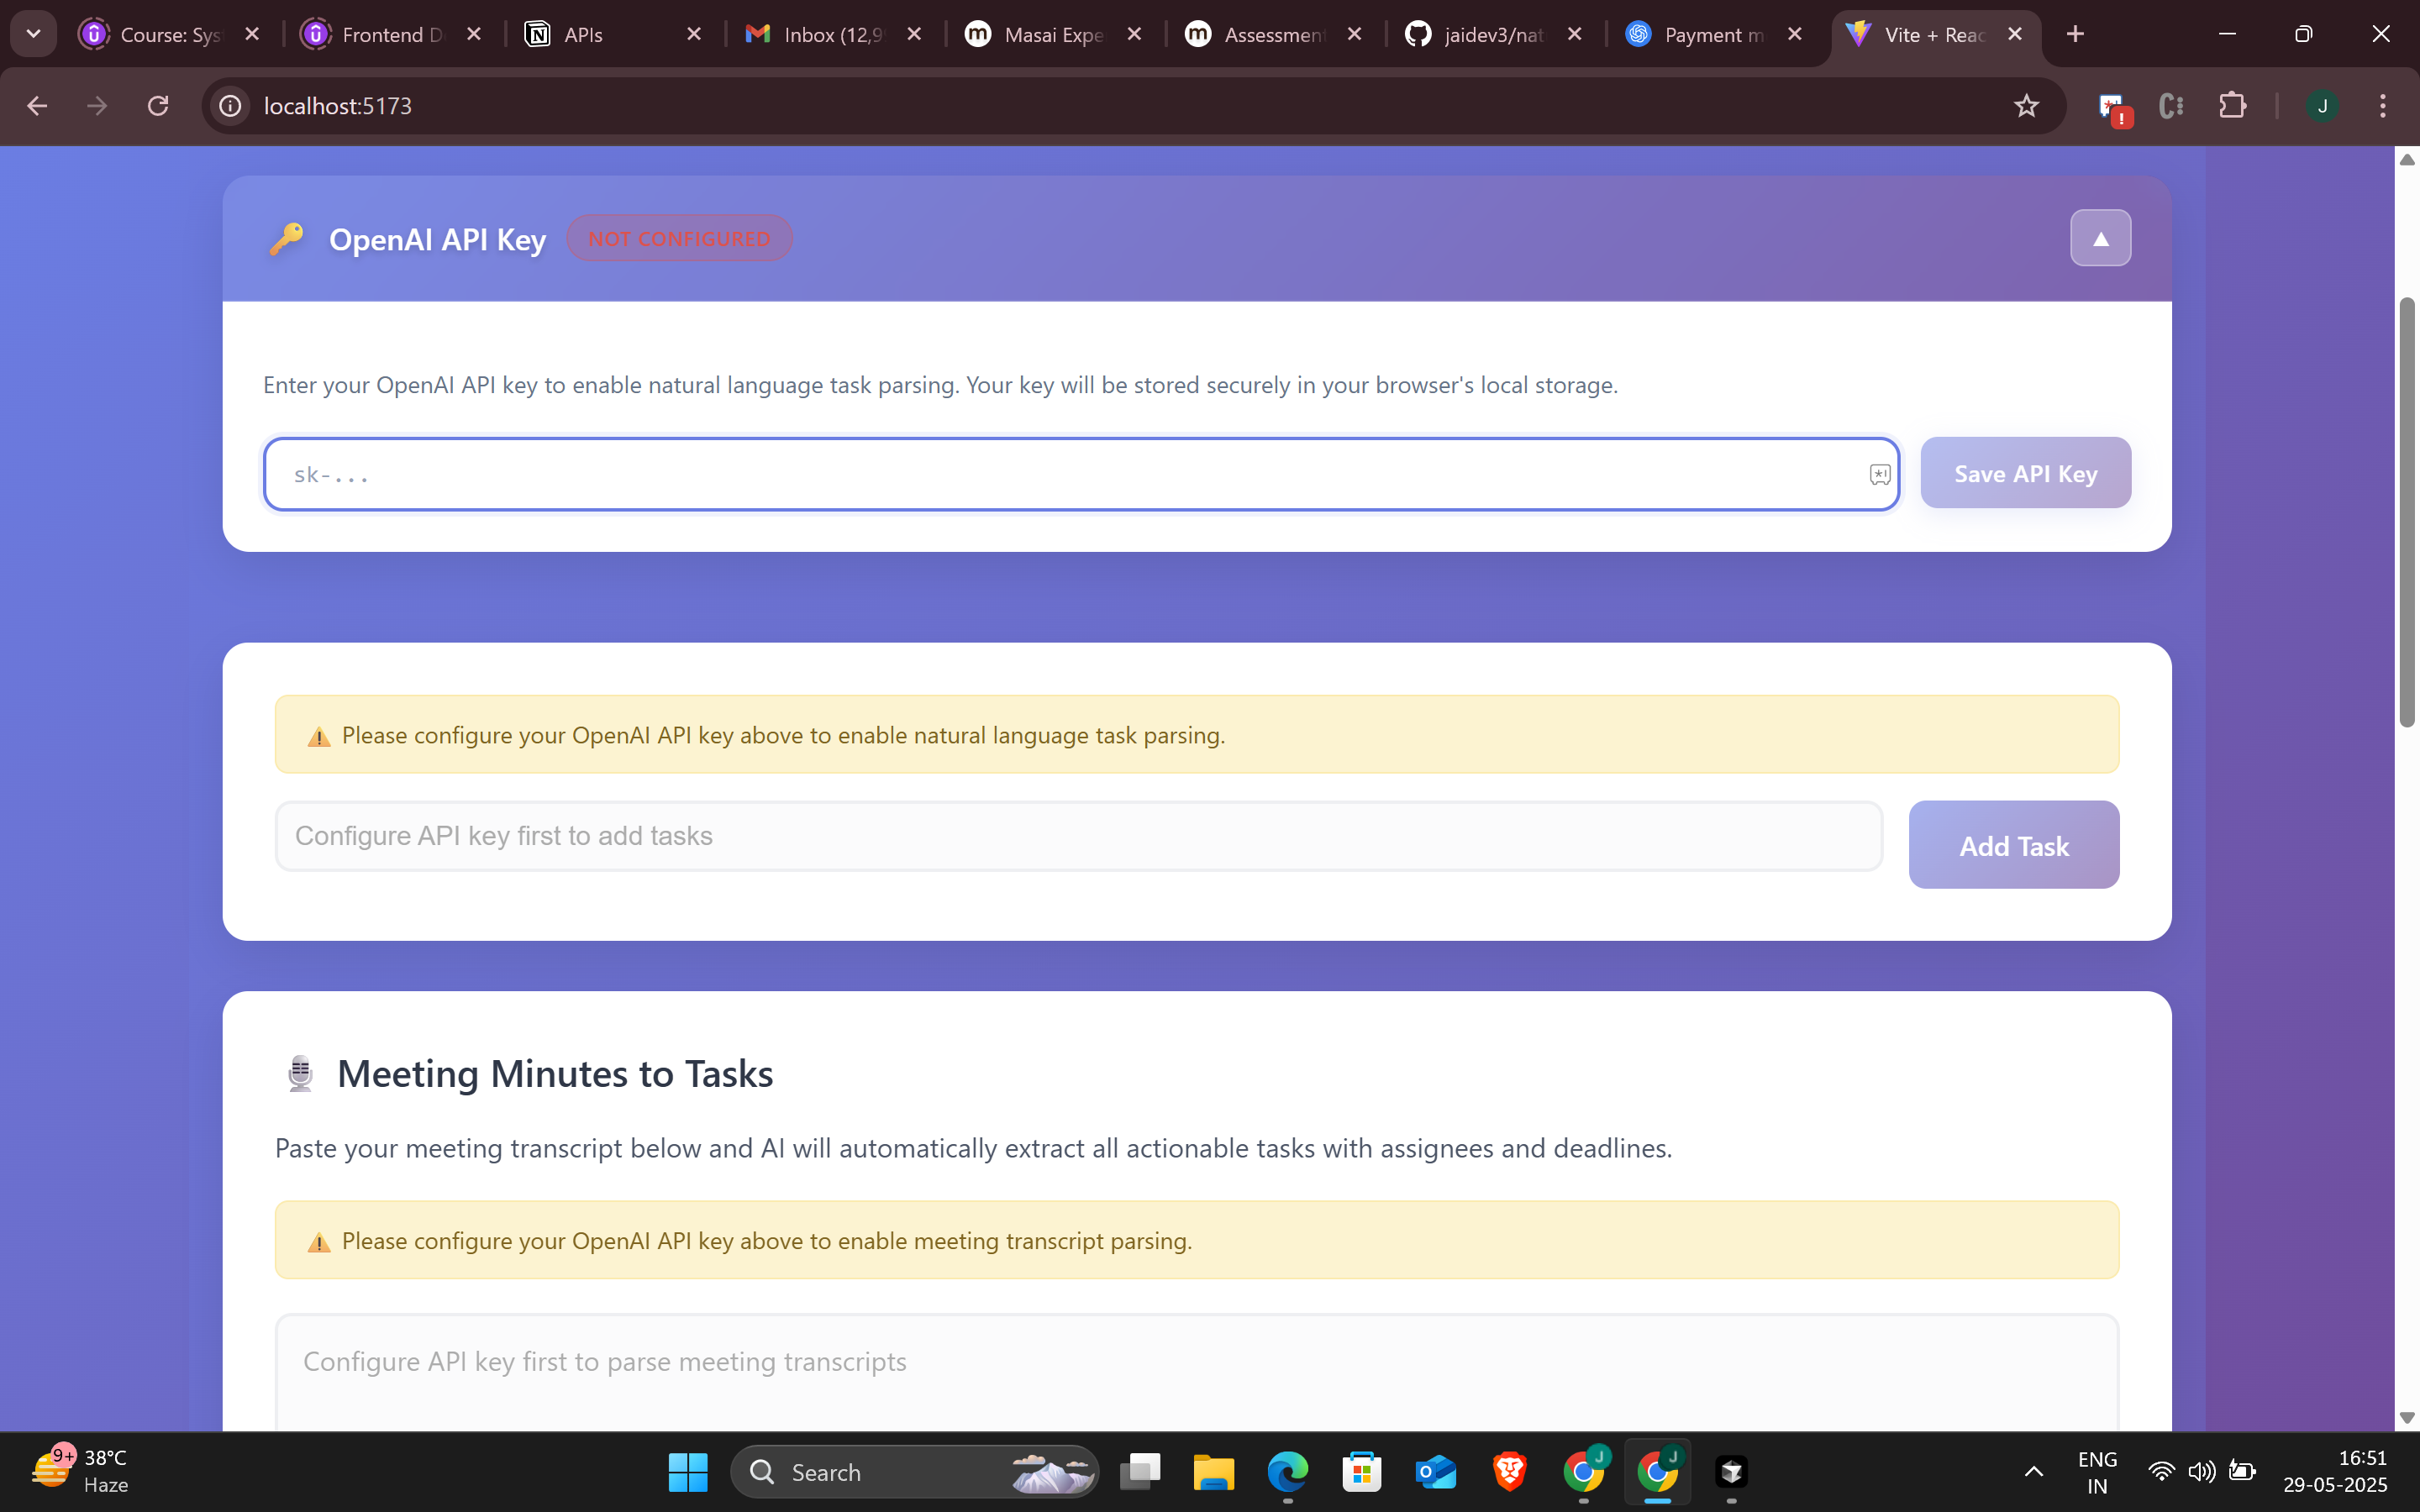 Course: Sys
Frontend D
APIs
Inbox (12,9
Masai Expe
Assessment
jaidev3/nat
Payment m
Vite + Reac
localhost:5173
J
OpenAI API Key
NOT CONFIGURED
Enter your OpenAI API key to enable natural language task parsing. Your key will be stored securely in your browser's local storage.
sk-...
Save API Key
Please configure your OpenAI API key above to enable natural language task parsing.
Configure API key first to add tasks
Add Task
Meeting Minutes to Tasks
Paste your meeting transcript below and AI will automatically extract all actionable tasks with assignees and deadlines.
Please configure your OpenAI API key above to enable meeting transcript parsing.
Configure API key first to parse meeting transcripts
9+
38°C
Haze
Search
J
J
ENG
IN
16:51
29-05-2025